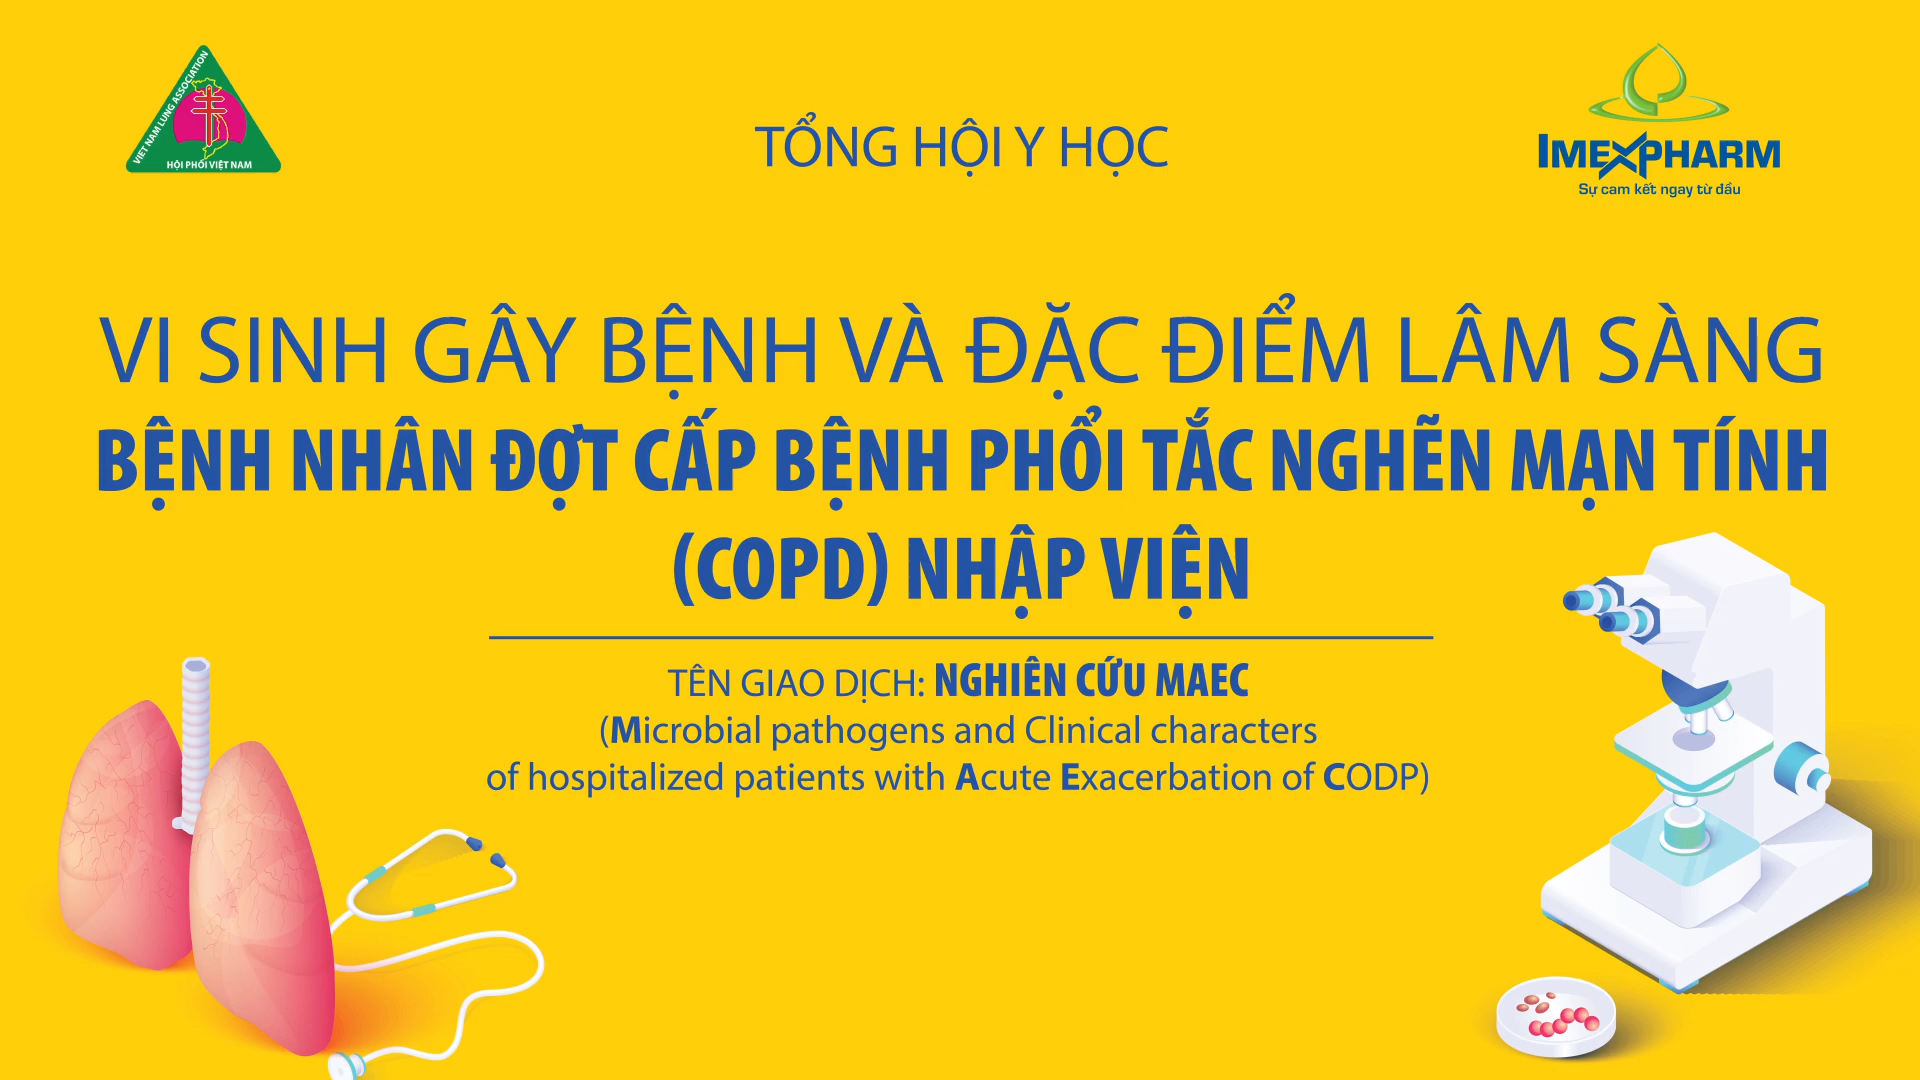 VIET NAM LUNG ASSOCIATION
HỘI PHỔI VIỆT NAM
TỔNG HỘI Y HỌC
IMEXPHARM
Sự cam kết ngay từ đầu
VI SINH GÂY BỆNH VÀ ĐẶC ĐIỂM LÂM SÀNG
BỆNH NHÂN ĐỢT CẤP BỆNH PHỔI TẮC NGHẼN MẠN TÍNH
(COPD) NHẬP VIỆN
TÊN GIAO DỊCH: NGHIÊN CỨU MAEC
(Microbial pathogens and Clinical characters
of hospitalized patients with Acute Exacerbation of CODP)